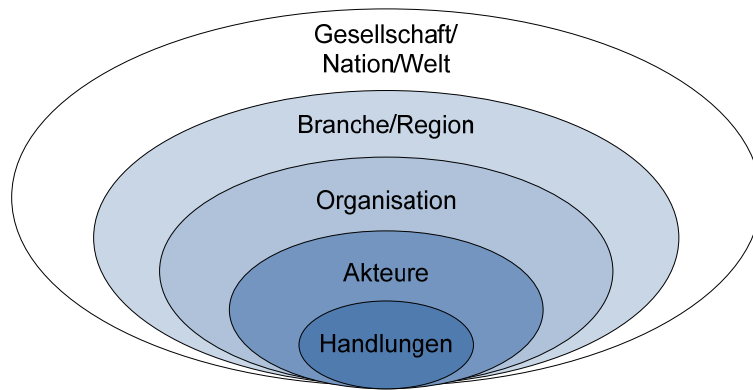 Gesellschaft/
Nation/Welt
Branche/Region
Organisation
Akteure
Handlungen